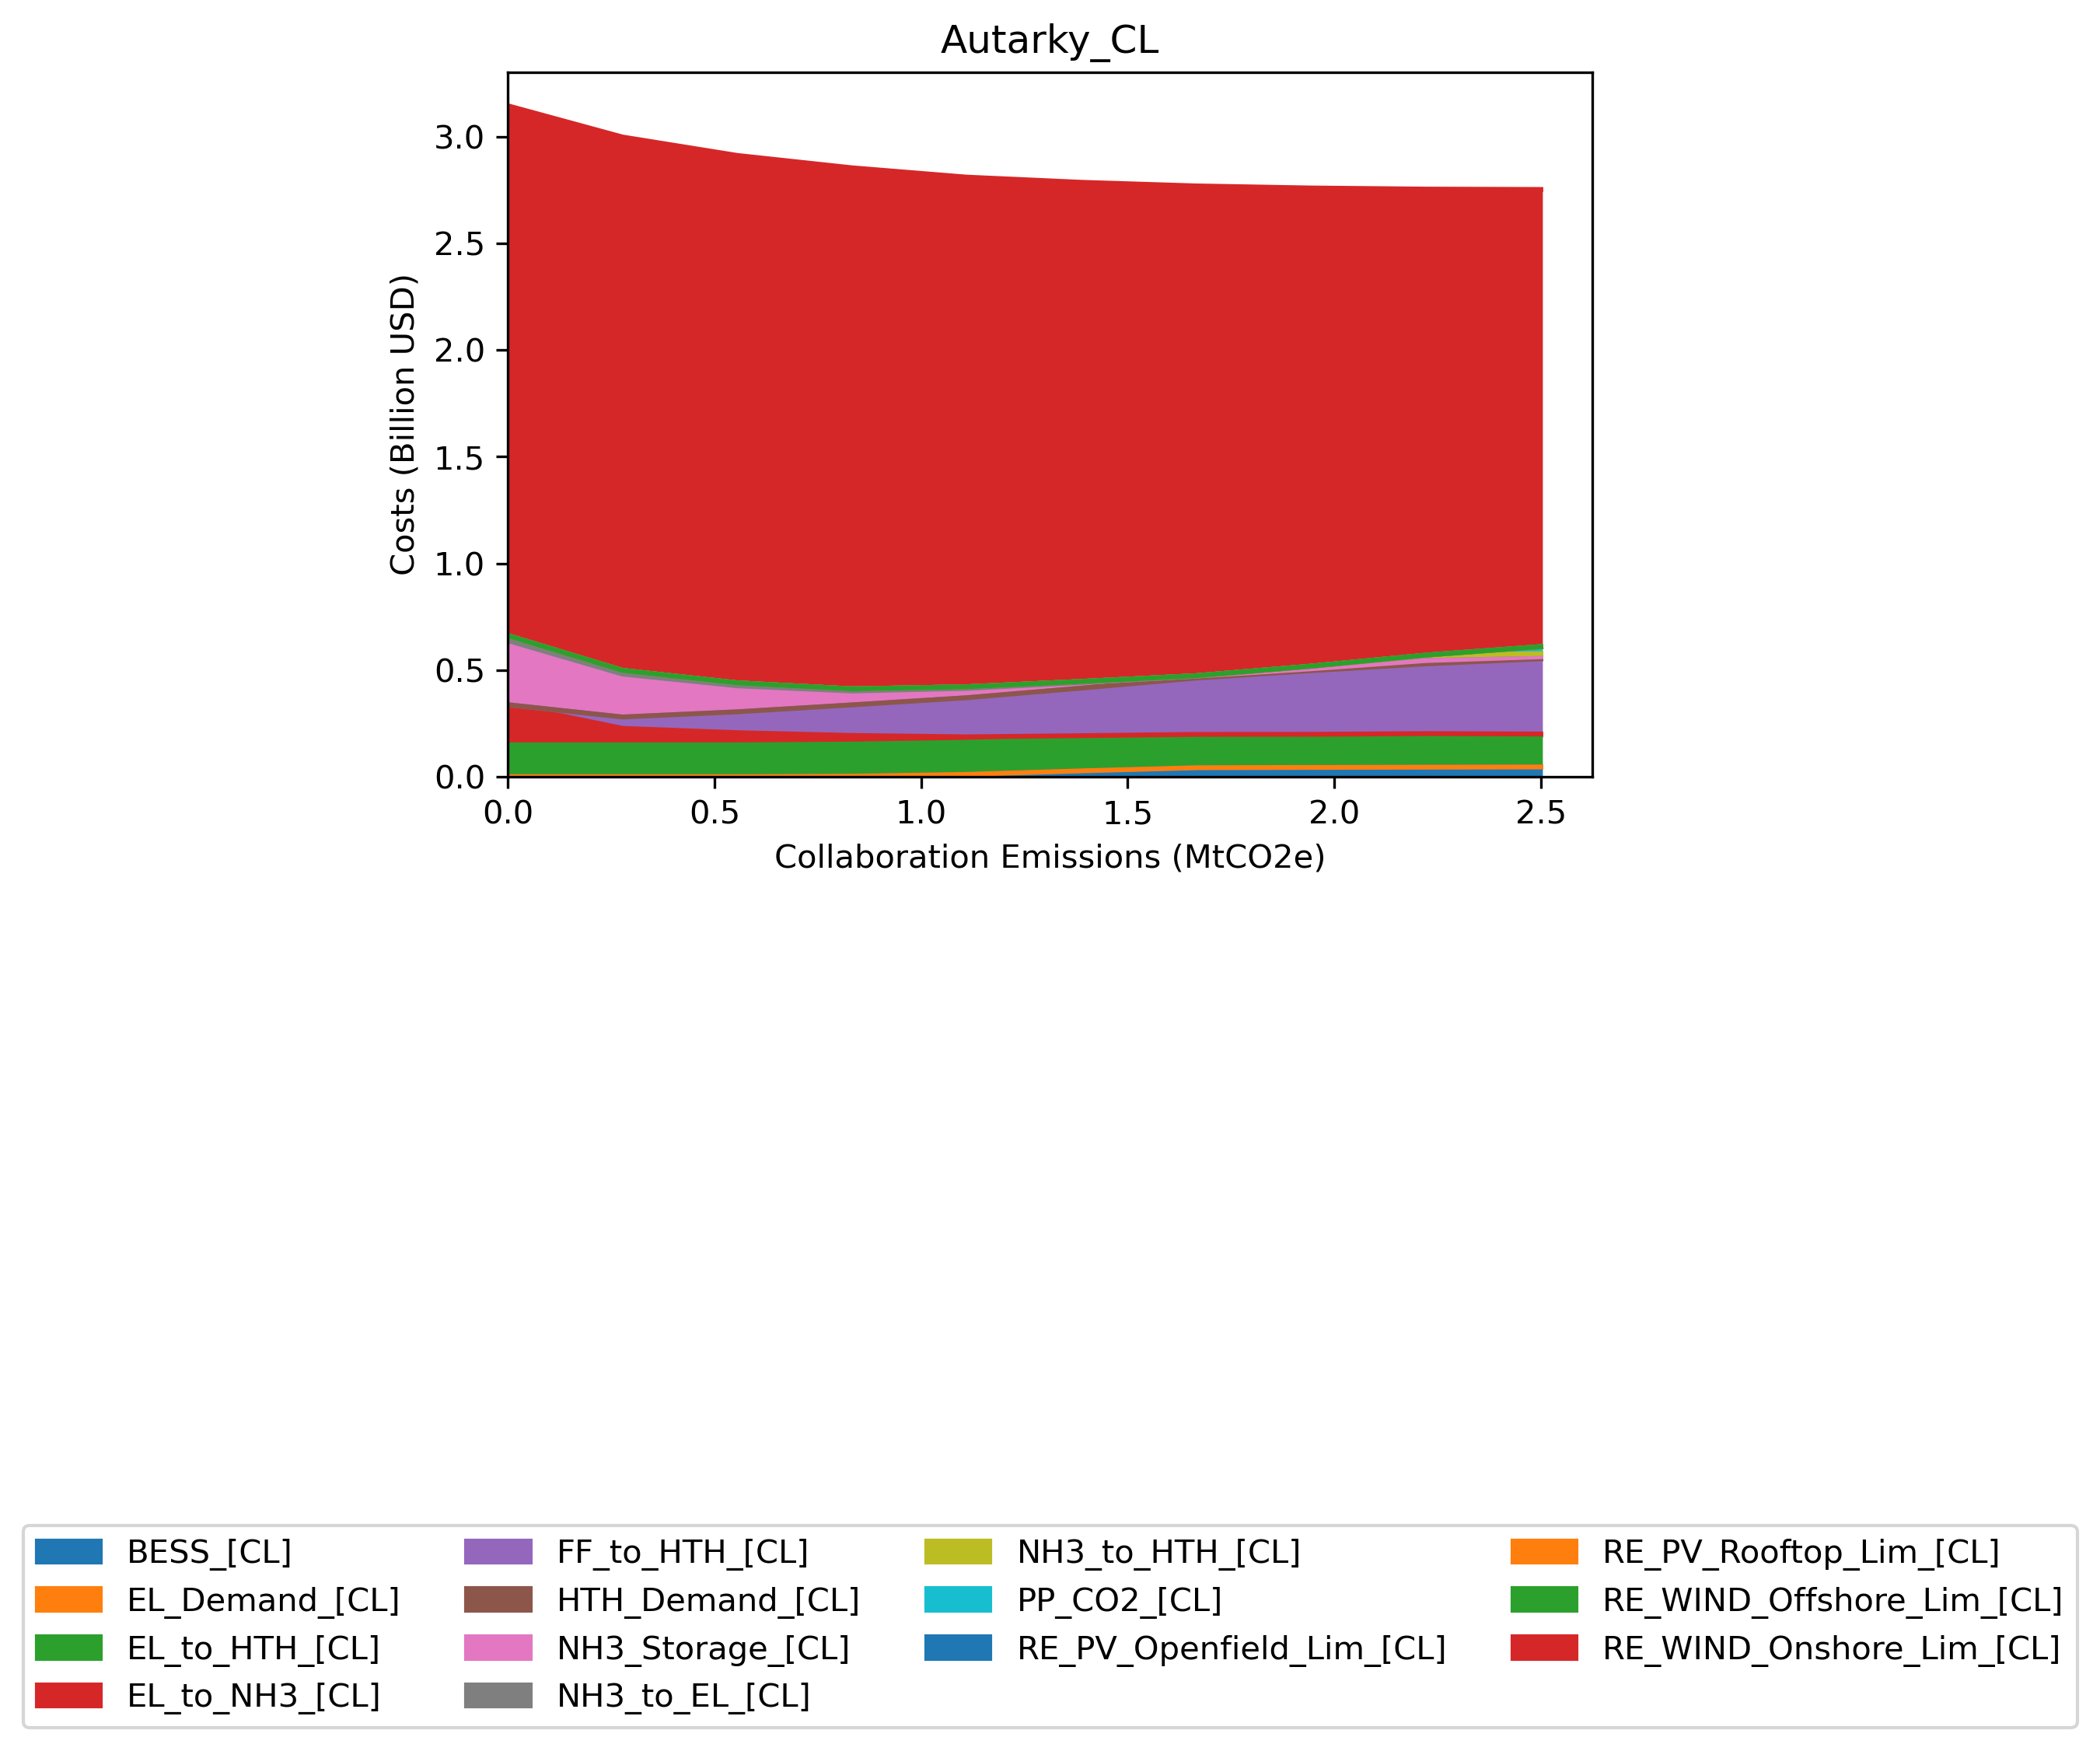 Autarky_CL
Costs (Billion USD)
3.0
2.5
2.0
1.5
1.0
0.5
0.0
0.0 0.5 1.0 1.5 2.0 2.5
Collaboration Emissions (MtCO2e)
BESS_[CL]
EL_Demand_[CL]
EL_to_HTH_[CL]
EL_to_NH3_[CL]
FF_to_HTH_[CL]
HTH_Demand_[CL]
NH3_Storage_[CL]
NH3_to_EL_[CL]
NH3_to_HTH_[CL]
PP_CO2_[CL]
RE_PV_Openfield_Lim_[CL]
RE_PV_Rooftop_Lim_[CL]
RE_WIND_Offshore_Lim_[CL]
RE_WIND_Onshore_Lim_[CL]